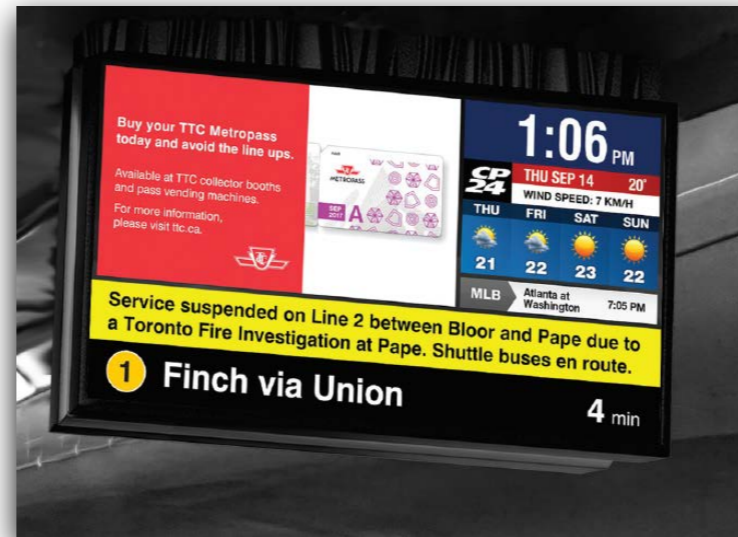 Buy your TTC Metropass
today and avoid the line ups.
Available at TTC collector booths
and pass vending machines.
For more information,
please visit ttc.ca.
TTC
METROPASS
SEP
2017
A
1:06 PM
CP
24
THU SEP 14 20°
WIND SPEED: 7 KM/H
THU FRI SAT SUN
21 22 23 22
MLB
Atlanta at
Washington
7:05 PM
Service suspended on Line 2 between Bloor and Pape due to
a Toronto Fire Investigation at Pape. Shuttle buses en route.
1 Finch via Union
4 min